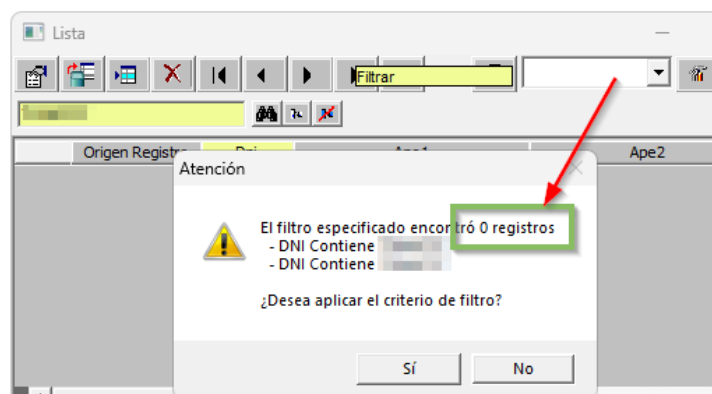 Lista
Filtrar
Origen Registro Dni Ape1 Ape2
Atención
El filtro especificado encontró 0 registros
- DNI Contiene
- DNI Contiene
¿Desea aplicar el criterio de filtro?
Sí No